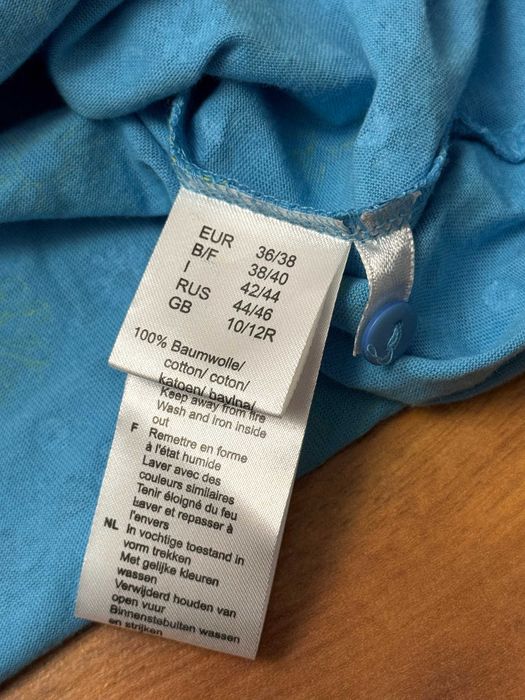 EUR 36/38
B/F 38/40
I 42/44
RUS 44/46
GB 10/12R
100% Baumwolle/
cotton/ coton/
katoen/ bavlna/
Keep away from fire
Wash and iron inside
out
F Remettre en forme
à l'état humide
Laver avec des
couleurs similaires
Tenir éloigné du feu
Laver et repasser à
l'envers
NL In vochtige toestand in
vorm trekken
Met gelijke kleuren
wassen
Verwijderd houden van
open vuur
Binnenstebuiten wassen
en strijken